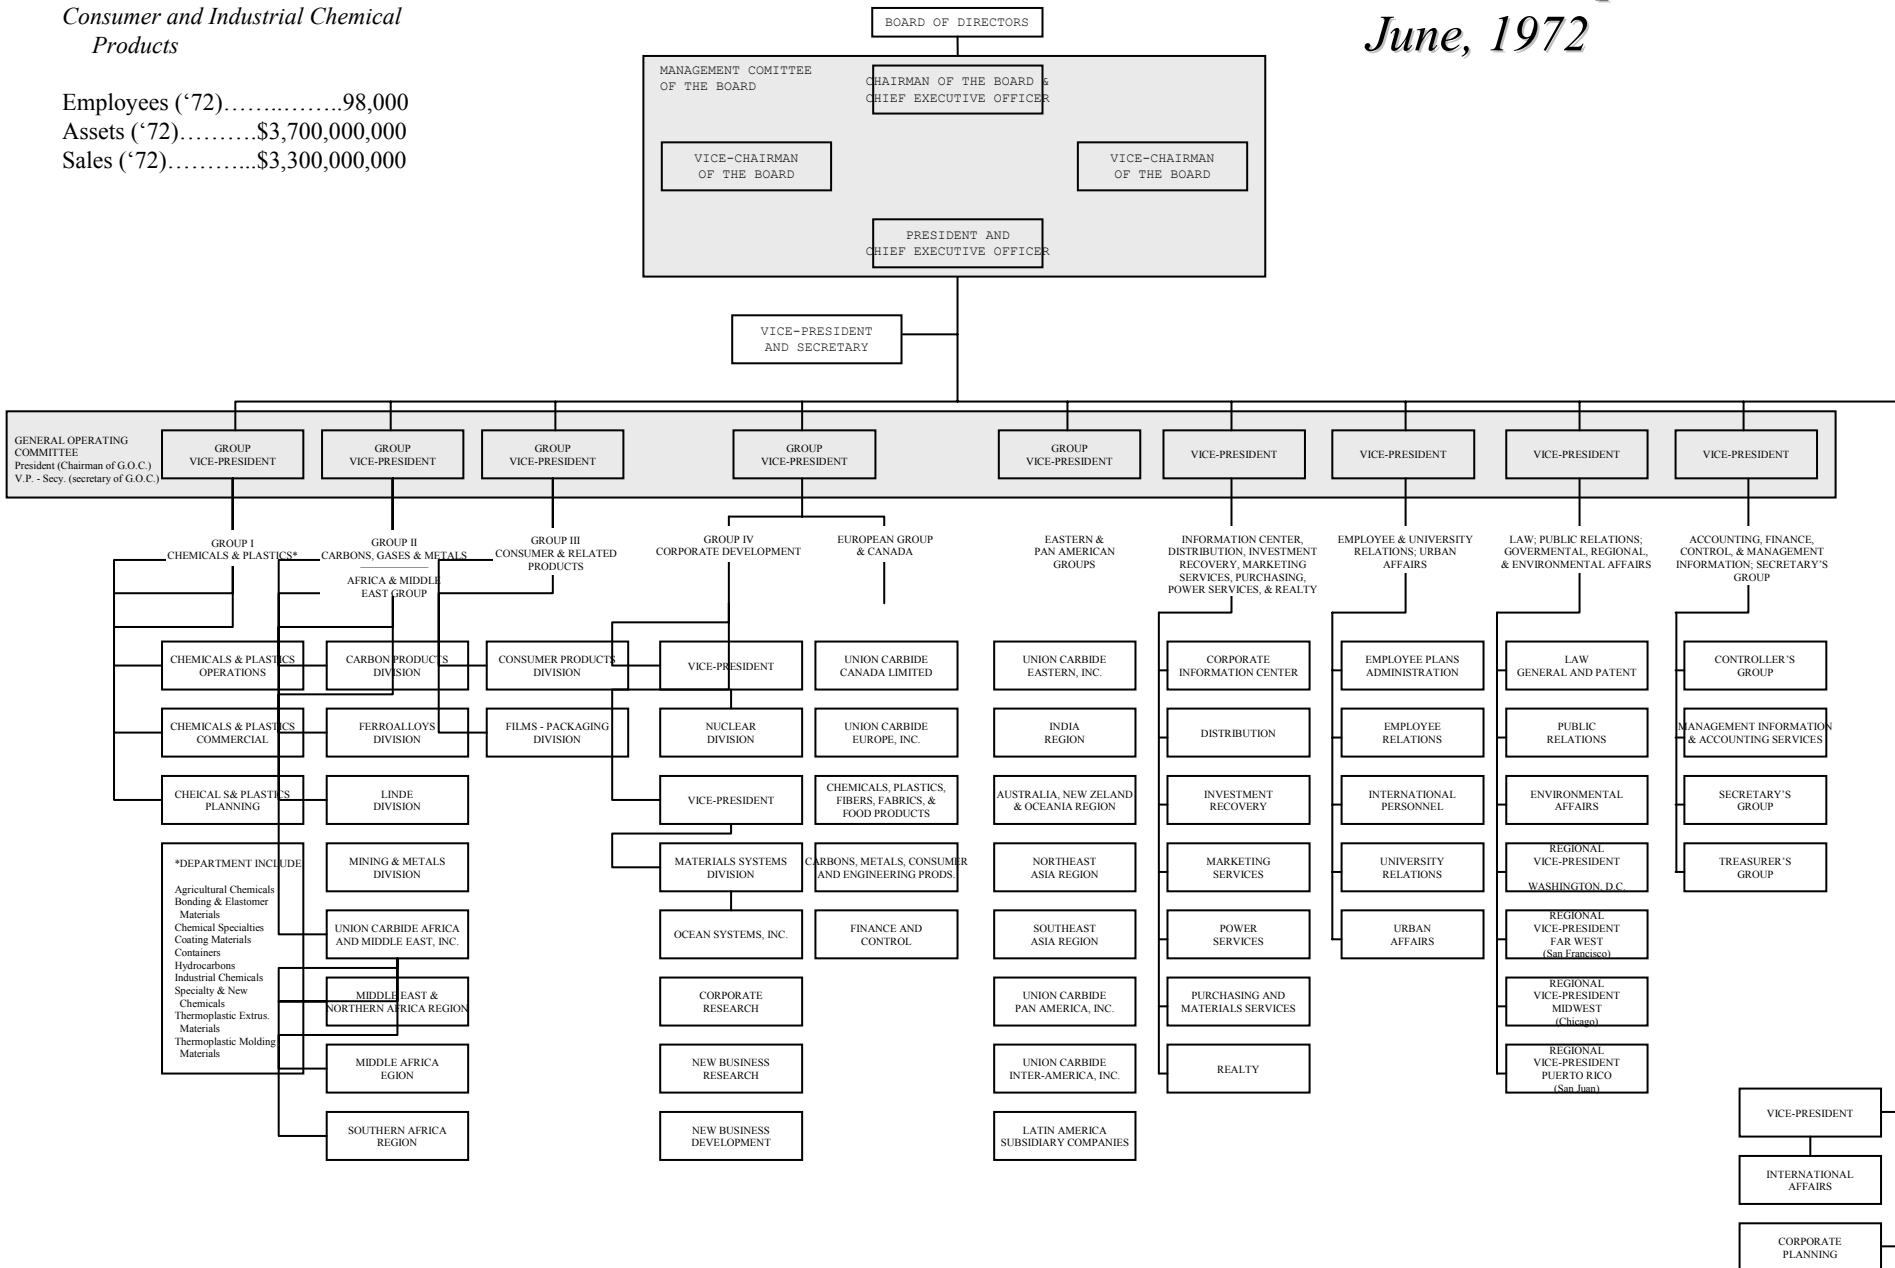 Consumer and Industrial Chemical
Products
Employees (‘72)……..……..98,000
Assets (‘72)……….$3,700,000,000
Sales (‘72)………...$3,300,000,000
June, 1972
BOARD OF DIRECTORS
MANAGEMENT COMITTEE
OF THE BOARD
CHAIRMAN OF THE BOARD &
CHIEF EXECUTIVE OFFICER
VICE-CHAIRMAN
OF THE BOARD
VICE-CHAIRMAN
OF THE BOARD
PRESIDENT AND
CHIEF EXECUTIVE OFFICER
VICE-PRESIDENT
AND SECRETARY
GENERAL OPERATING
COMMITTEE
President (Chairman of G.O.C.)
V.P. - Secy. (secretary of G.O.C.)
GROUP
VICE-PRESIDENT
GROUP
VICE-PRESIDENT
GROUP
VICE-PRESIDENT
GROUP
VICE-PRESIDENT
GROUP
VICE-PRESIDENT
VICE-PRESIDENT
VICE-PRESIDENT
VICE-PRESIDENT
VICE-PRESIDENT
GROUP I
CHEMICALS & PLASTICS*
CHEMICALS & PLASTICS
OPERATIONS
CHEMICALS & PLASTICS
COMMERCIAL
CHEICAL S& PLASTICS
PLANNING
*DEPARTMENT INCLUDE
Agricultural Chemicals
Bonding & Elastomer
Materials
Chemical Specialties
Coating Materials
Containers
Hydrocarbons
Industrial Chemicals
Specialty & New
Chemicals
Thermoplastic Extrus.
Materials
Thermoplastic Molding
Materials
GROUP II
CARBONS, GASES & METALS
AFRICA & MIDDLE
EAST GROUP
CARBON PRODUCTS
DIVISION
FERROALLOYS
DIVISION
LINDE
DIVISION
MINING & METALS
DIVISION
UNION CARBIDE AFRICA
AND MIDDLE EAST, INC.
MIDDLE EAST &
NORTHERN AFRICA REGION
MIDDLE AFRICA
EGION
SOUTHERN AFRICA
REGION
GROUP III
CONSUMER & RELATED
PRODUCTS
CONSUMER PRODUCTS
DIVISION
FILMS - PACKAGING
DIVISION
GROUP IV
CORPORATE DEVELOPMENT
VICE-PRESIDENT
NUCLEAR
DIVISION
VICE-PRESIDENT
MATERIALS SYSTEMS
DIVISION
OCEAN SYSTEMS, INC.
CORPORATE
RESEARCH
NEW BUSINESS
RESEARCH
NEW BUSINESS
DEVELOPMENT
EUROPEAN GROUP
& CANADA
UNION CARBIDE
CANADA LIMITED
UNION CARBIDE
EUROPE, INC.
CHEMICALS, PLASTICS,
FIBERS, FABRICS, &
FOOD PRODUCTS
CARBONS, METALS, CONSUMER
AND ENGINEERING PRODS.
FINANCE AND
CONTROL
EASTERN &
PAN AMERICAN
GROUPS
UNION CARBIDE
EASTERN, INC.
INDIA
REGION
AUSTRALIA, NEW ZELAND
& OCEANIA REGION
NORTHEAST
ASIA REGION
SOUTHEAST
ASIA REGION
UNION CARBIDE
PAN AMERICA, INC.
UNION CARBIDE
INTER-AMERICA, INC.
LATIN AMERICA
SUBSIDIARY COMPANIES
INFORMATION CENTER,
DISTRIBUTION, INVESTMENT
RECOVERY, MARKETING
SERVICES, PURCHASING,
POWER SERVICES, & REALTY
CORPORATE
INFORMATION CENTER
DISTRIBUTION
INVESTMENT
RECOVERY
MARKETING
SERVICES
POWER
SERVICES
PURCHASING AND
MATERIALS SERVICES
REALTY
EMPLOYEE & UNIVERSITY
RELATIONS; URBAN
AFFAIRS
EMPLOYEE PLANS
ADMINISTRATION
EMPLOYEE
RELATIONS
INTERNATIONAL
PERSONNEL
UNIVERSITY
RELATIONS
URBAN
AFFAIRS
LAW; PUBLIC RELATIONS;
GOVERMENTAL, REGIONAL,
& ENVIRONMENTAL AFFAIRS
LAW
GENERAL AND PATENT
PUBLIC
RELATIONS
ENVIRONMENTAL
AFFAIRS
REGIONAL
VICE-PRESIDENT
WASHINGTON, D.C.
REGIONAL
VICE-PRESIDENT
FAR WEST
(San Francisco)
REGIONAL
VICE-PRESIDENT
MIDWEST
(Chicago)
REGIONAL
VICE-PRESIDENT
PUERTO RICO
(San Juan)
ACCOUNTING, FINANCE,
CONTROL, & MANAGEMENT
INFORMATION; SECRETARY’S
GROUP
CONTROLLER’S
GROUP
MANAGEMENT INFORMATION
& ACCOUNTING SERVICES
SECRETARY’S
GROUP
TREASURER’S
GROUP
VICE-PRESIDENT
INTERNATIONAL
AFFAIRS
CORPORATE
PLANNING